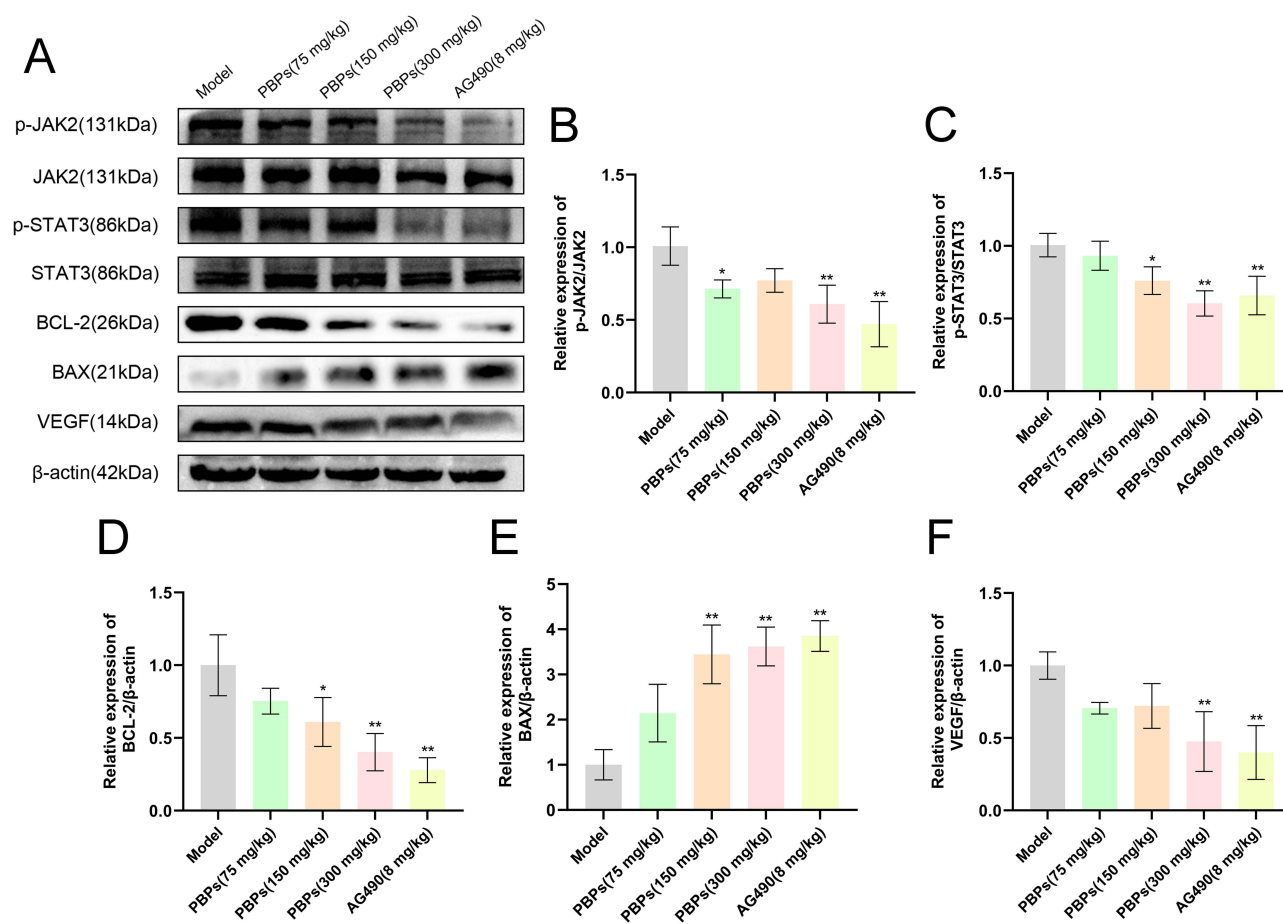 A
Model
PBPs(75 mg/kg)
PBPs(150 mg/kg)
PBPs(300 mg/kg)
AG490(8 mg/kg)
p-JAK2(131kDa)
JAK2(131kDa)
p-STAT3(86kDa)
STAT3(86kDa)
BCL-2(26kDa)
BAX(21kDa)
VEGF(14kDa)
β-actin(42kDa)
B
Relative expression of
p-JAK2/JAK2
1.5
1.0
0.5
0.0
*
**
**
Model
PBPs(75 mg/kg)
PBPs(150 mg/kg)
PBPs(300 mg/kg)
AG490(8 mg/kg)
C
Relative expression of
p-STAT3/STAT3
1.5
1.0
0.5
0.0
*
**
**
Model
PBPs(75 mg/kg)
PBPs(150 mg/kg)
PBPs(300 mg/kg)
AG490(8 mg/kg)
D
Relative expression of
BCL-2/β-actin
1.5
1.0
0.5
0.0
*
**
**
Model
PBPs(75 mg/kg)
PBPs(150 mg/kg)
PBPs(300 mg/kg)
AG490(8 mg/kg)
E
Relative expression of
BAX/β-actin
5
4
3
2
1
0
**
**
**
Model
PBPs(75 mg/kg)
PBPs(150 mg/kg)
PBPs(300 mg/kg)
AG490(8 mg/kg)
F
Relative expression of
VEGF/β-actin
1.5
1.0
0.5
0.0
**
**
Model
PBPs(75 mg/kg)
PBPs(150 mg/kg)
PBPs(300 mg/kg)
AG490(8 mg/kg)